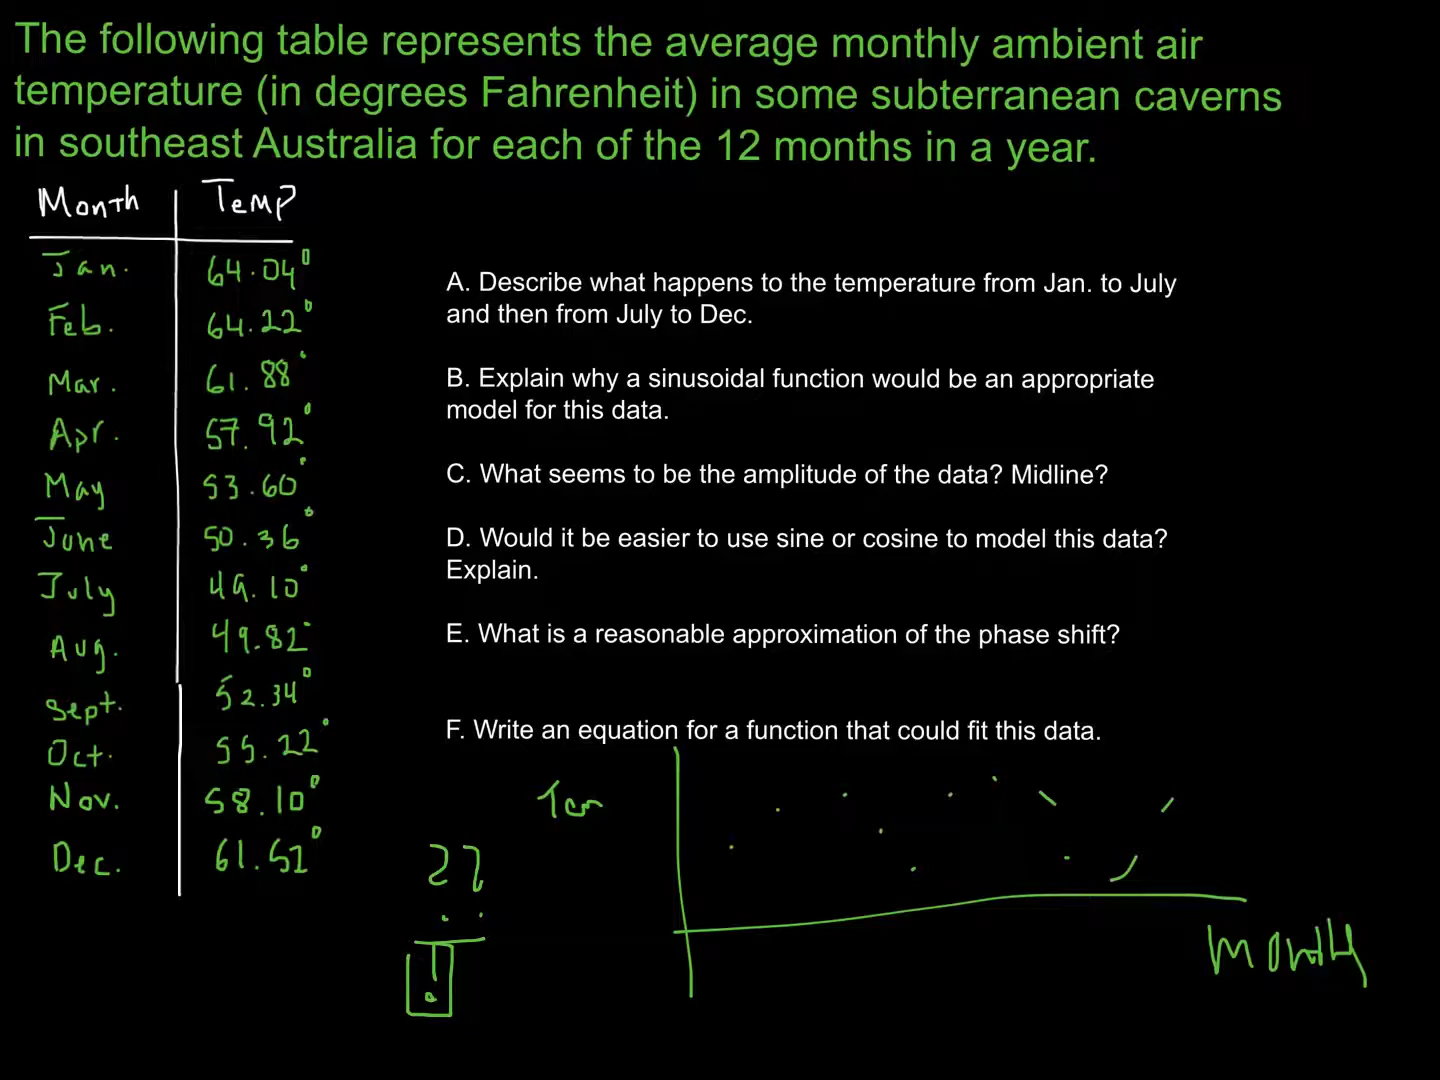 The following table represents the average monthly ambient air
temperature (in degrees Fahrenheit) in some subterranean caverns
in southeast Australia for each of the 12 months in a year.
Month Temp
Jan. 64.04°
Feb. 64.22°
Mar. 61.88°
Apr. 57.92°
May 53.60°
June 50.36°
July 49.10°
Aug. 49.82°
Sept. 52.34°
Oct. 55.22°
Nov. 58.10°
Dec. 61.52°
A. Describe what happens to the temperature from Jan. to July
and then from July to Dec.
B. Explain why a sinusoidal function would be an appropriate
model for this data.
C. What seems to be the amplitude of the data? Midline?
D. Would it be easier to use sine or cosine to model this data?
Explain.
E. What is a reasonable approximation of the phase shift?
F. Write an equation for a function that could fit this data.
Tem
??
!
month